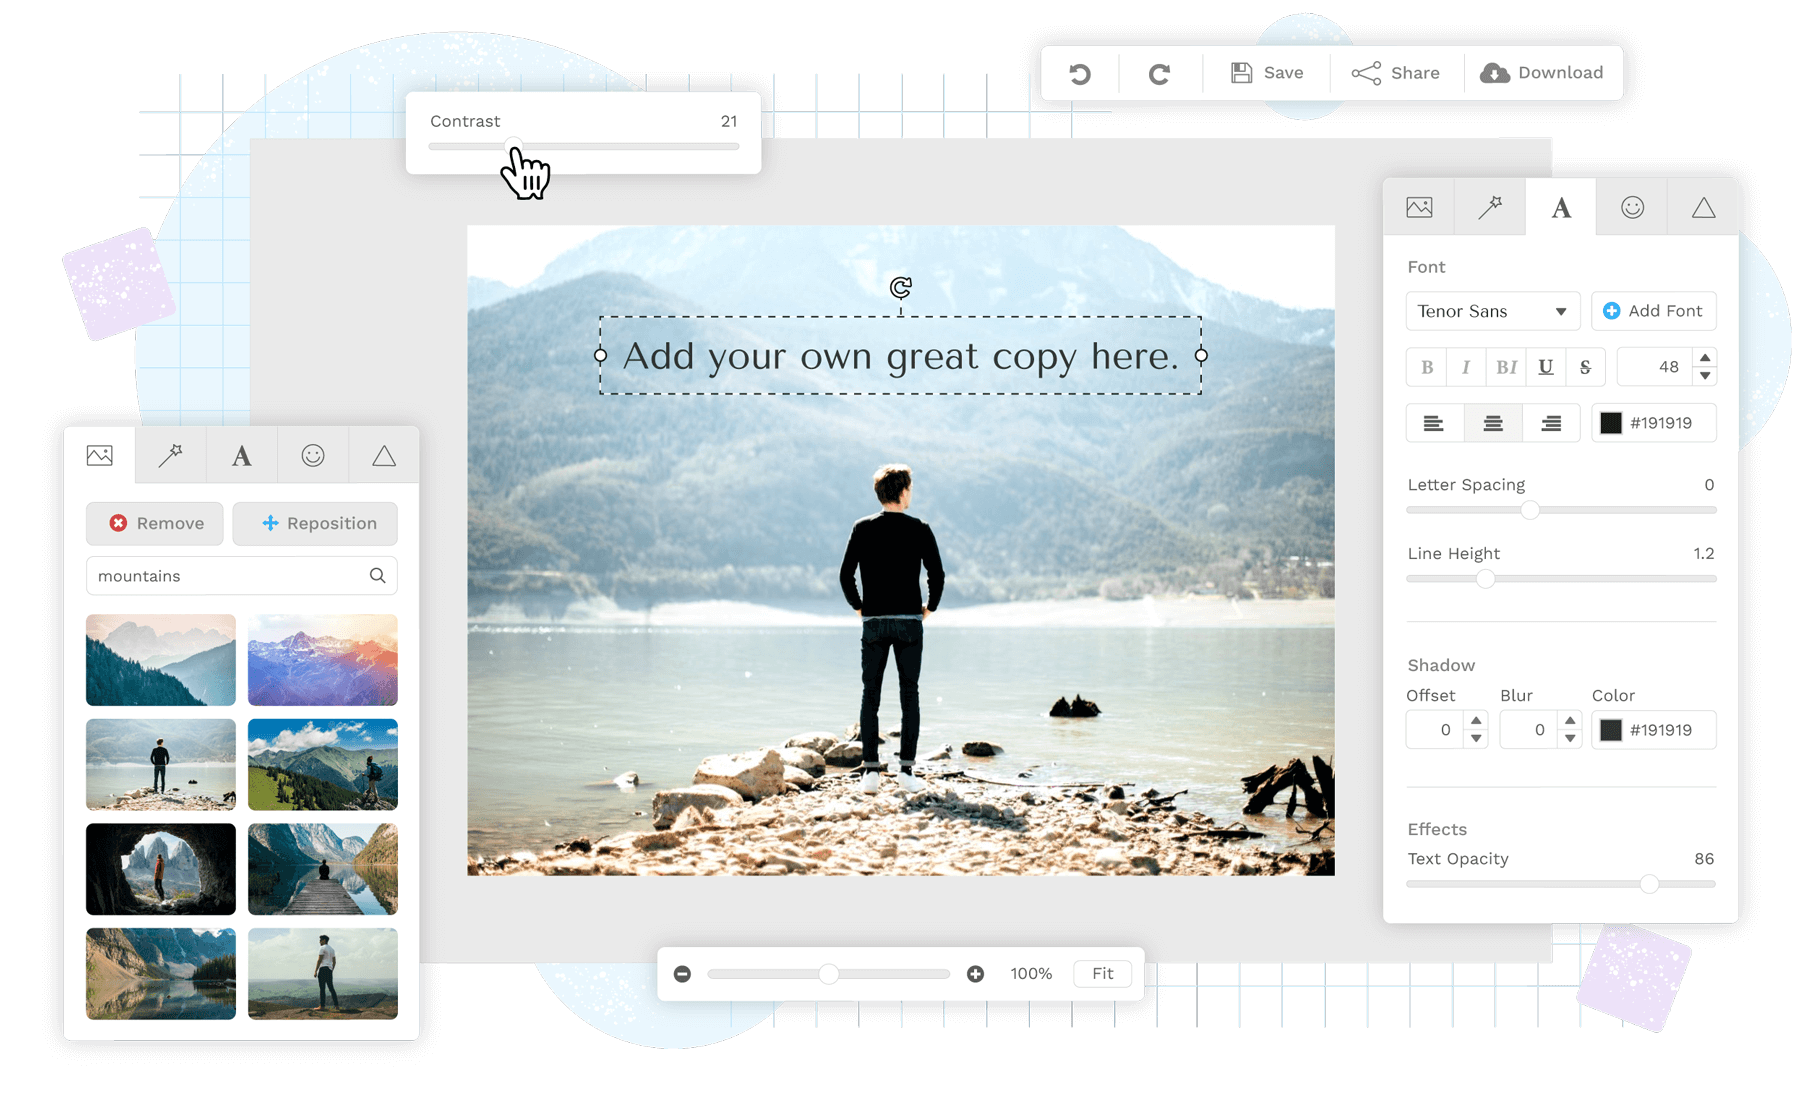 Save
Share
Download
Contrast
21
Add your own great copy here.
Remove
Reposition
mountains
100%
Fit
A
A
Font
Tenor Sans
Add Font
B
I
BI
U
S
48
#191919
Letter Spacing
0
Line Height
1.2
Shadow
Offset
Blur
Color
0
0
#191919
Effects
Text Opacity
86